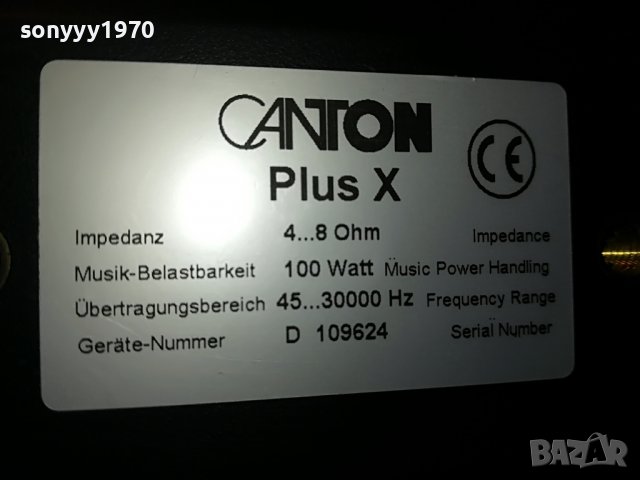 sonyyy1970
CANTON
CE
Plus X
Impedanz 4...8 Ohm Impedance
Musik-Belastbarkeit 100 Watt Music Power Handling
Übertragungsbereich 45...30000 Hz Frequency Range
Geräte-Nummer D 109624 Serial Number
BAZAR